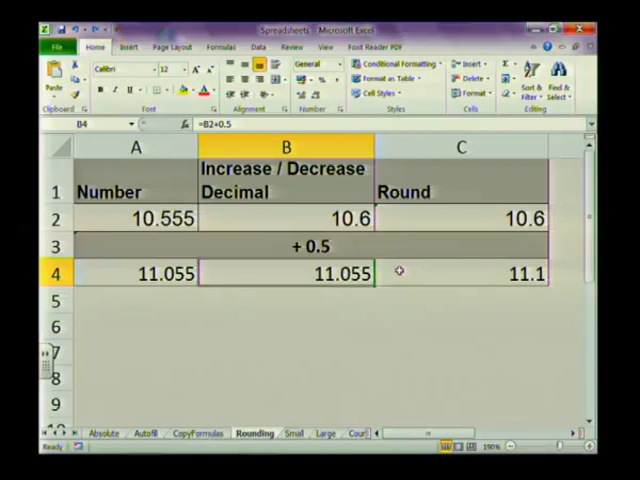 Spreadsheets - Microsoft Excel
File Home Insert Page Layout Formulas Data Review View Foxit Reader PDF
Paste
Calibri 12
General
Conditional Formatting
Format as Table
Cell Styles
Insert
Delete
Format
Sort & Filter
Find & Select
Clipboard Font Alignment Number Styles Cells Editing
B4 fx =B2+0.5
A B C
1 Number Increase / Decrease Decimal Round
2 10.555 10.6 10.6
3 + 0.5
4 11.055 11.055 11.1
5
6
7
8
9
Absolute Autofill CopyFormulas Rounding Small Large Count
Ready 190%